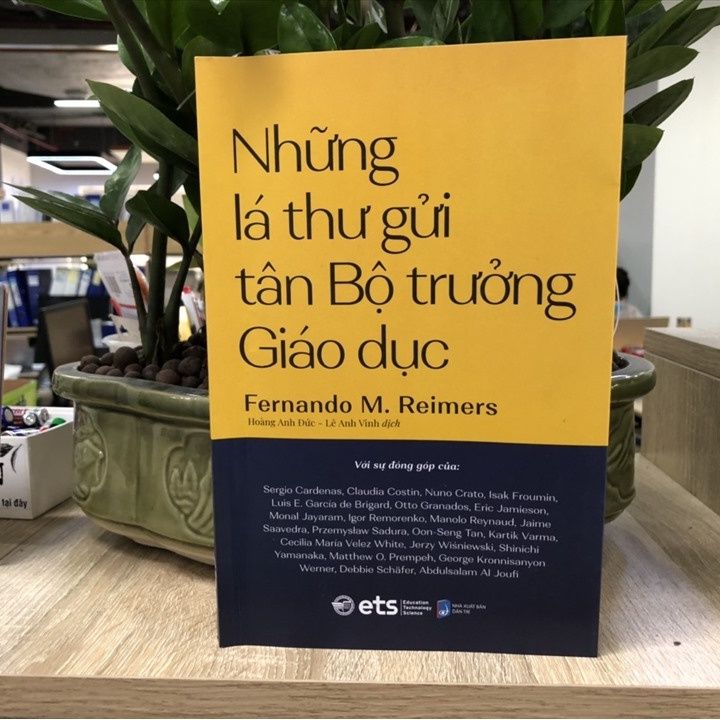 Những
lá thư gửi
tân Bộ trưởng
Giáo dục
Fernando M. Reimers
Hoàng Anh Đức - Lê Anh Vinh dịch
Với sự đóng góp của:
Sergio Cardenas, Claudia Costin, Nuno Crato, Isak Froumin,
Luis E. García de Brigard, Otto Granados, Eric Jamieson,
Monal Jayaram, Igor Remorenko, Manolo Reynaud, Jaime
Saavedra, Przemysław Sadura, Oon-Seng Tan, Kartik Varma,
Cecilia María Velez White, Jerzy Wiśniewski, Shinichi
Yamanaka, Matthew O. Prempeh, George Kronnisanyon
Werner, Debbie Schäfer, Abdulsalam Al Joufi
ets
Education
Technology
Science
NHÀ XUẤT BẢN
DÂN TRÍ
tại đây